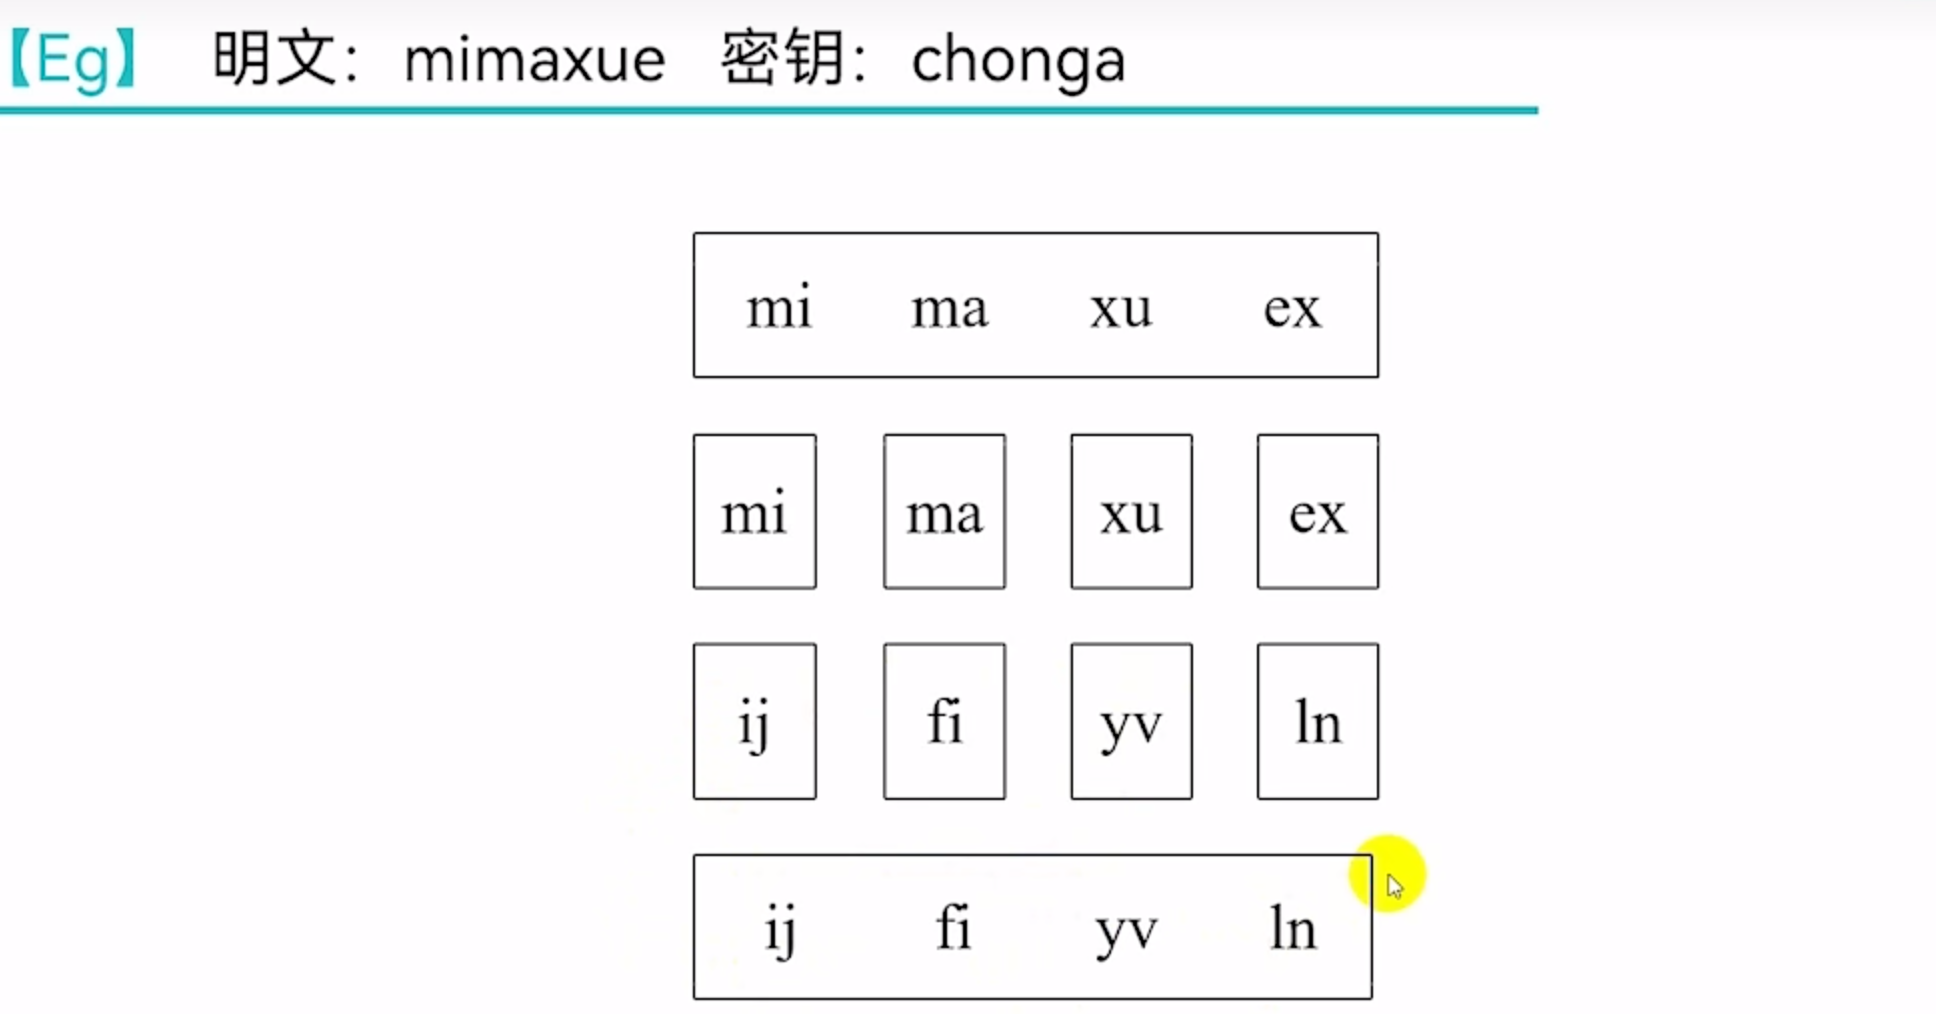 【Eg】 明文：mimaxue 密钥：chonga
mi ma xu ex
mi ma xu ex
ij fi yv ln
ij fi yv ln